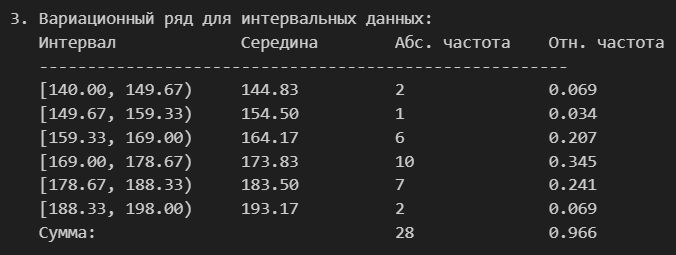 3. Вариационный ряд для интервальных данных:
Интервал Середина Абс. частота Отн. частота
-------------------------------------------------------
[140.00, 149.67) 144.83 2 0.069
[149.67, 159.33) 154.50 1 0.034
[159.33, 169.00) 164.17 6 0.207
[169.00, 178.67) 173.83 10 0.345
[178.67, 188.33) 183.50 7 0.241
[188.33, 198.00) 193.17 2 0.069
Сумма: 28 0.966